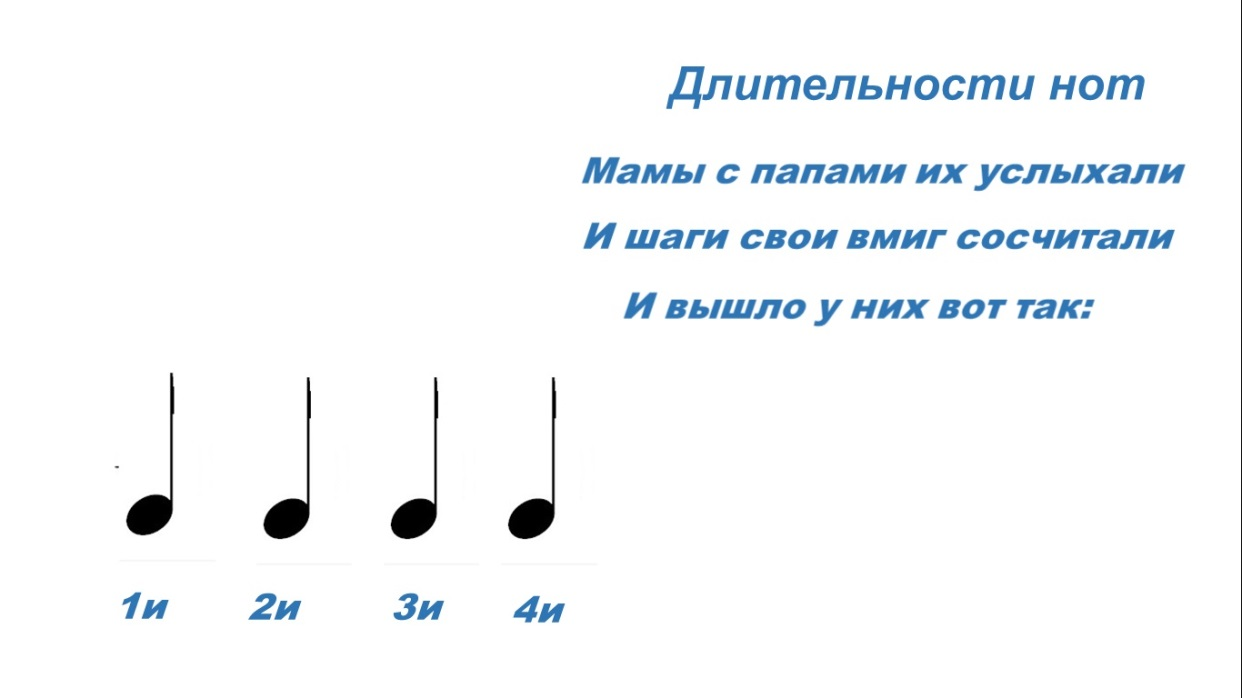 Длительности нот
Мамы с папами их услыхали
И шаги свои вмиг сосчитали
И вышло у них вот так:
1и 2и 3и 4и